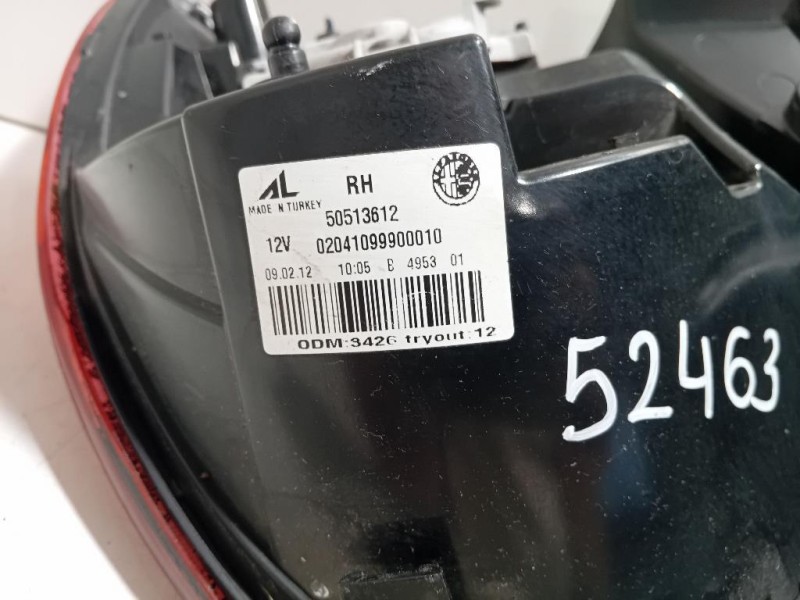 AL RH
MADE IN TURKEY
50513612
12V 02041099900010
09.02.12 10:05 B 4953 01
ODM:3426 tryout:12
52463